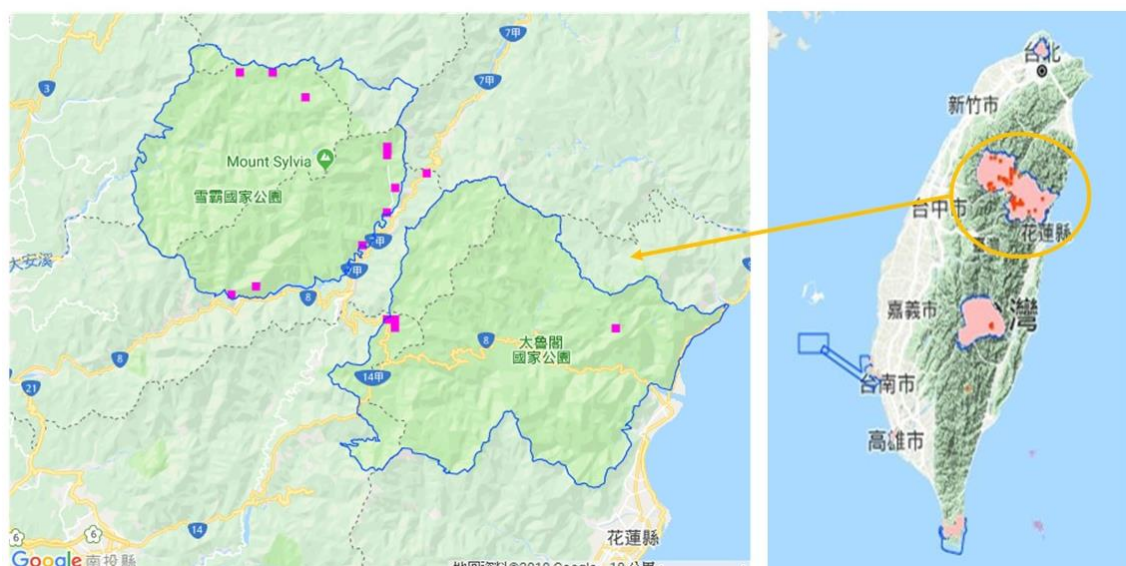 7甲
3
7甲
Mount Sylvia
雪霸國家公園
大安溪
7甲
7甲
8
8
8
太魯閣
國家公園
14甲
21
14
6
6
花蓮縣
Google
南投縣
台北
新竹市
台中市
花蓮縣
嘉義市
灣
台南市
高雄市